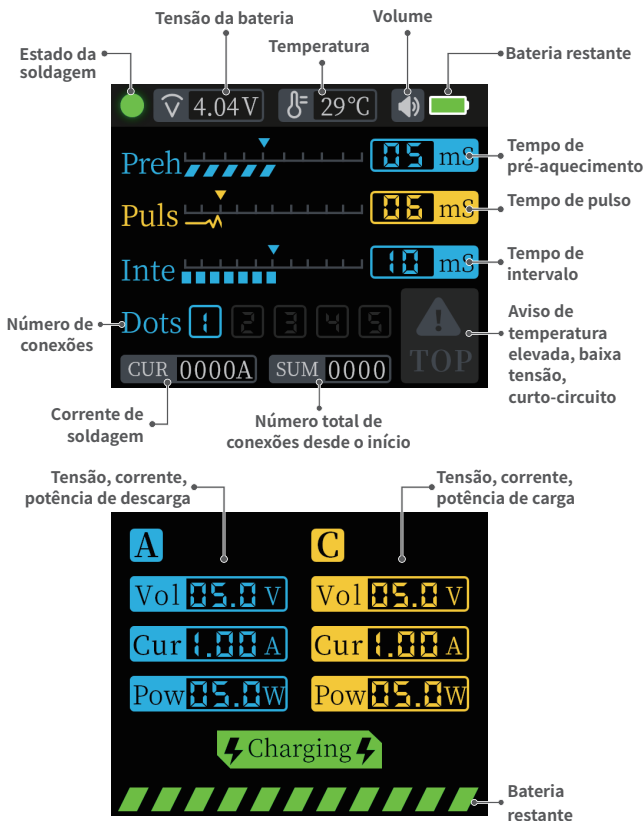 Tensão da bateria
Volume
Temperatura
Estado da
soldagem
Bateria restante
4.04V
29°C
Preh
05 mS
Tempo de
pré-aquecimento
Puls
06 mS
Tempo de pulso
Inte
10 mS
Tempo de
intervalo
Número de
conexões
Dots 1 2 3 4 5
TOP
Aviso de
temperatura
elevada, baixa
tensão,
curto-circuito
CUR 0000A
SUM 0000
Corrente de
soldagem
Número total de
conexões desde o início
Tensão, corrente,
potência de descarga
Tensão, corrente,
potência de carga
A
C
Vol 05.0 V
Vol 05.0 V
Cur 1.00 A
Cur 1.00 A
Pow 05.0W
Pow 05.0W
Charging
Bateria
restante